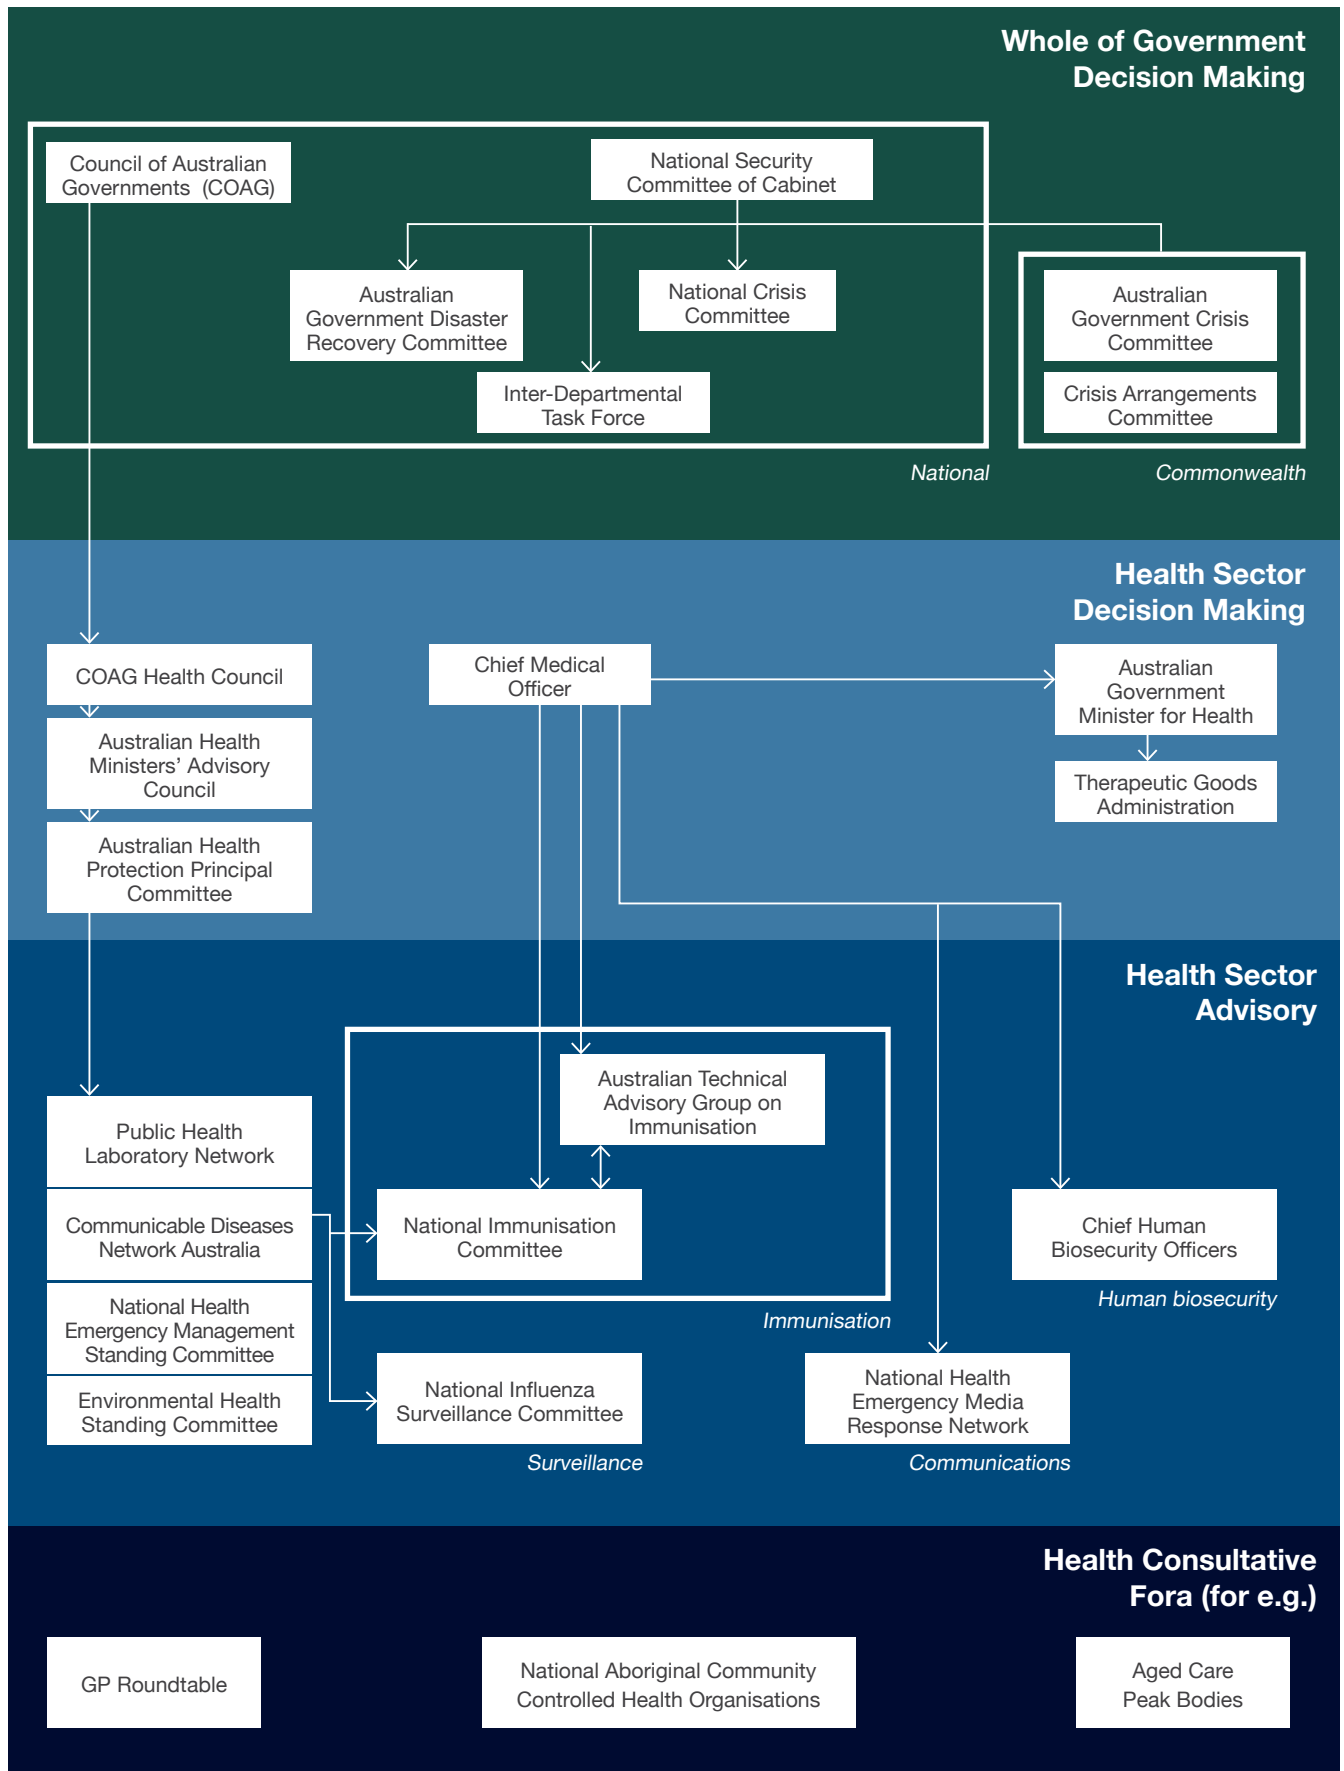 Whole of Government
Decision Making
Council of Australian
Governments (COAG)
National Security
Committee of Cabinet
Australian
Government Disaster
Recovery Committee
National Crisis
Committee
Inter-Departmental
Task Force
Australian
Government Crisis
Committee
Crisis Arrangements
Committee
National
Commonwealth
Health Sector
Decision Making
COAG Health Council
Australian Health
Ministers’ Advisory
Council
Australian Health
Protection Principal
Committee
Chief Medical
Officer
Australian
Government
Minister for Health
Therapeutic Goods
Administration
Health Sector
Advisory
Public Health
Laboratory Network
Communicable Diseases
Network Australia
National Health
Emergency Management
Standing Committee
Environmental Health
Standing Committee
Australian Technical
Advisory Group on
Immunisation
National Immunisation
Committee
Immunisation
National Influenza
Surveillance Committee
Surveillance
Chief Human
Biosecurity Officers
Human biosecurity
National Health
Emergency Media
Response Network
Communications
Health Consultative
Fora (for e.g.)
GP Roundtable
National Aboriginal Community
Controlled Health Organisations
Aged Care
Peak Bodies